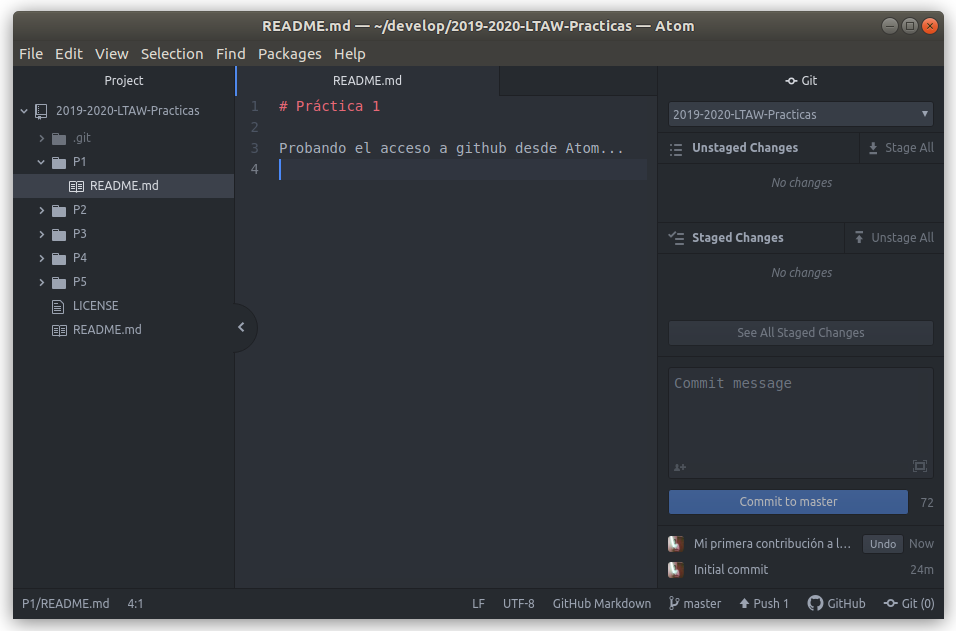 README.md — ~/develop/2019-2020-LTAW-Practicas — Atom
File Edit View Selection Find Packages Help
Project
2019-2020-LTAW-Practicas
.git
P1
README.md
P2
P3
P4
P5
LICENSE
README.md
README.md
1 # Práctica 1
2
3 Probando el acceso a github desde Atom...
4
Git
2019-2020-LTAW-Practicas
Unstaged Changes Stage All
No changes
Staged Changes Unstage All
No changes
See All Staged Changes
Commit message
Commit to master 72
Mi primera contribución a l... Undo Now
Initial commit 24m
P1/README.md 4:1 LF UTF-8 GitHub Markdown master Push 1 GitHub Git (0)